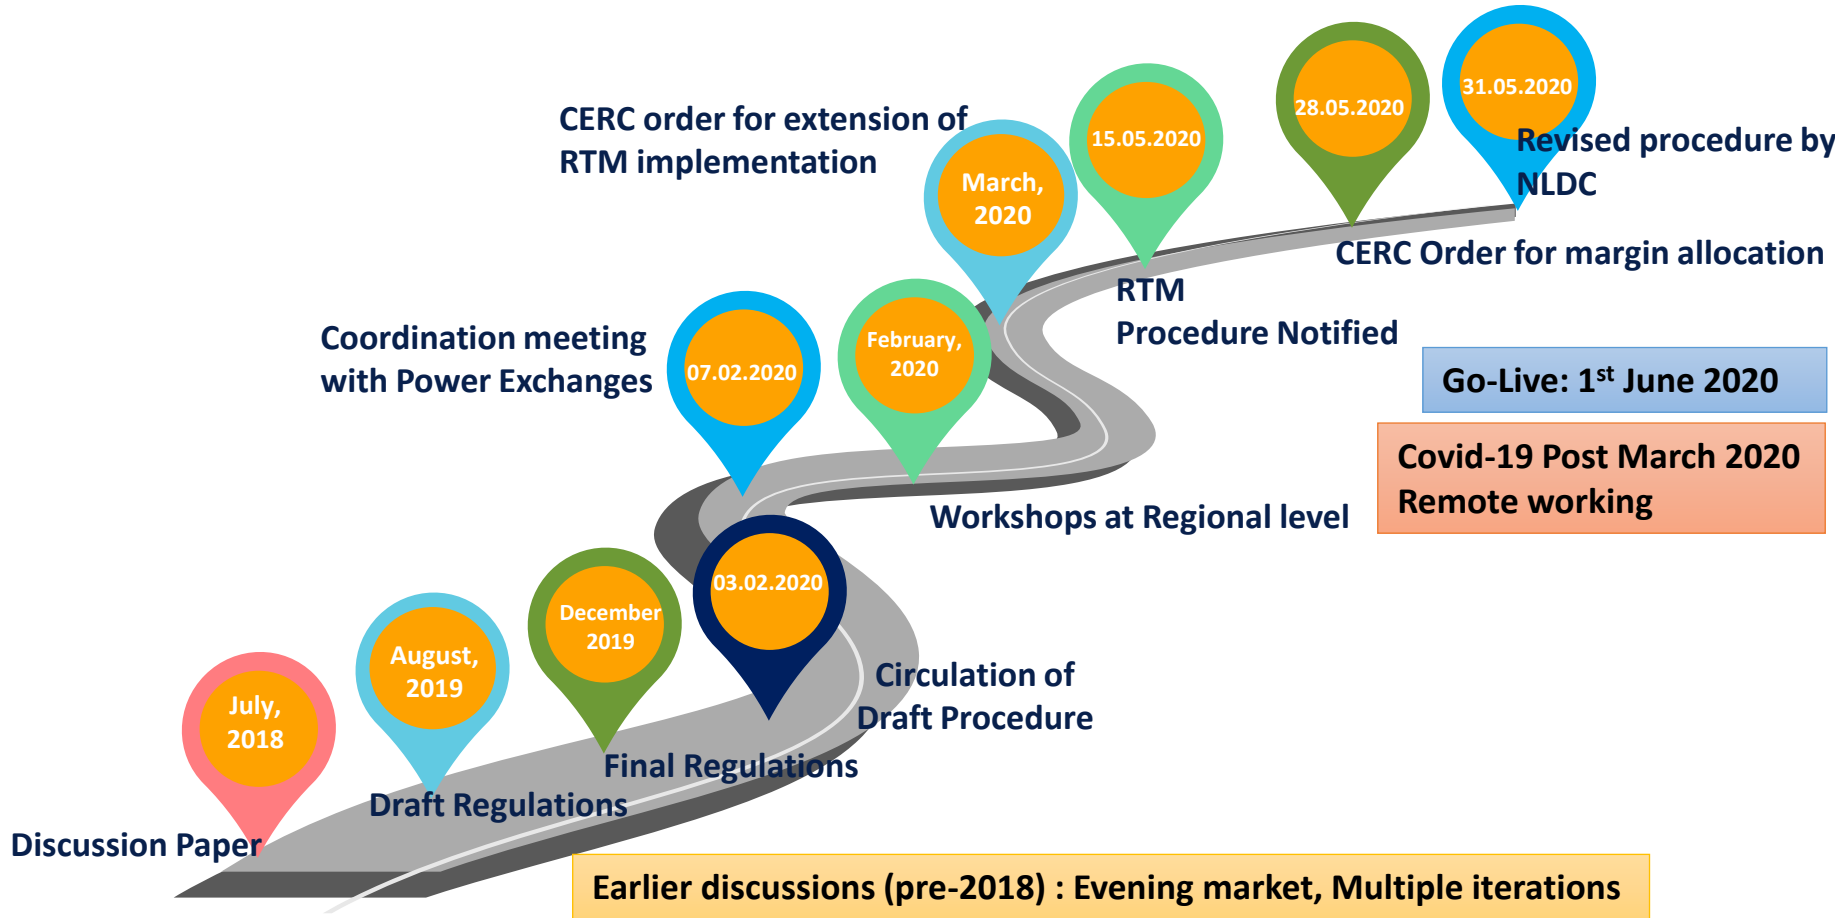 31.05.2020
Revised procedure by
NLDC
28.05.2020
CERC Order for margin allocation
15.05.2020
RTM
Procedure Notified
CERC order for extension of
RTM implementation
March,
2020
February,
2020
Workshops at Regional level
Coordination meeting
with Power Exchanges
07.02.2020
Go-Live: 1st June 2020
Covid-19 Post March 2020
Remote working
03.02.2020
Circulation of
Draft Procedure
December
2019
Final Regulations
August,
2019
Draft Regulations
July,
2018
Discussion Paper
Earlier discussions (pre-2018) : Evening market, Multiple iterations